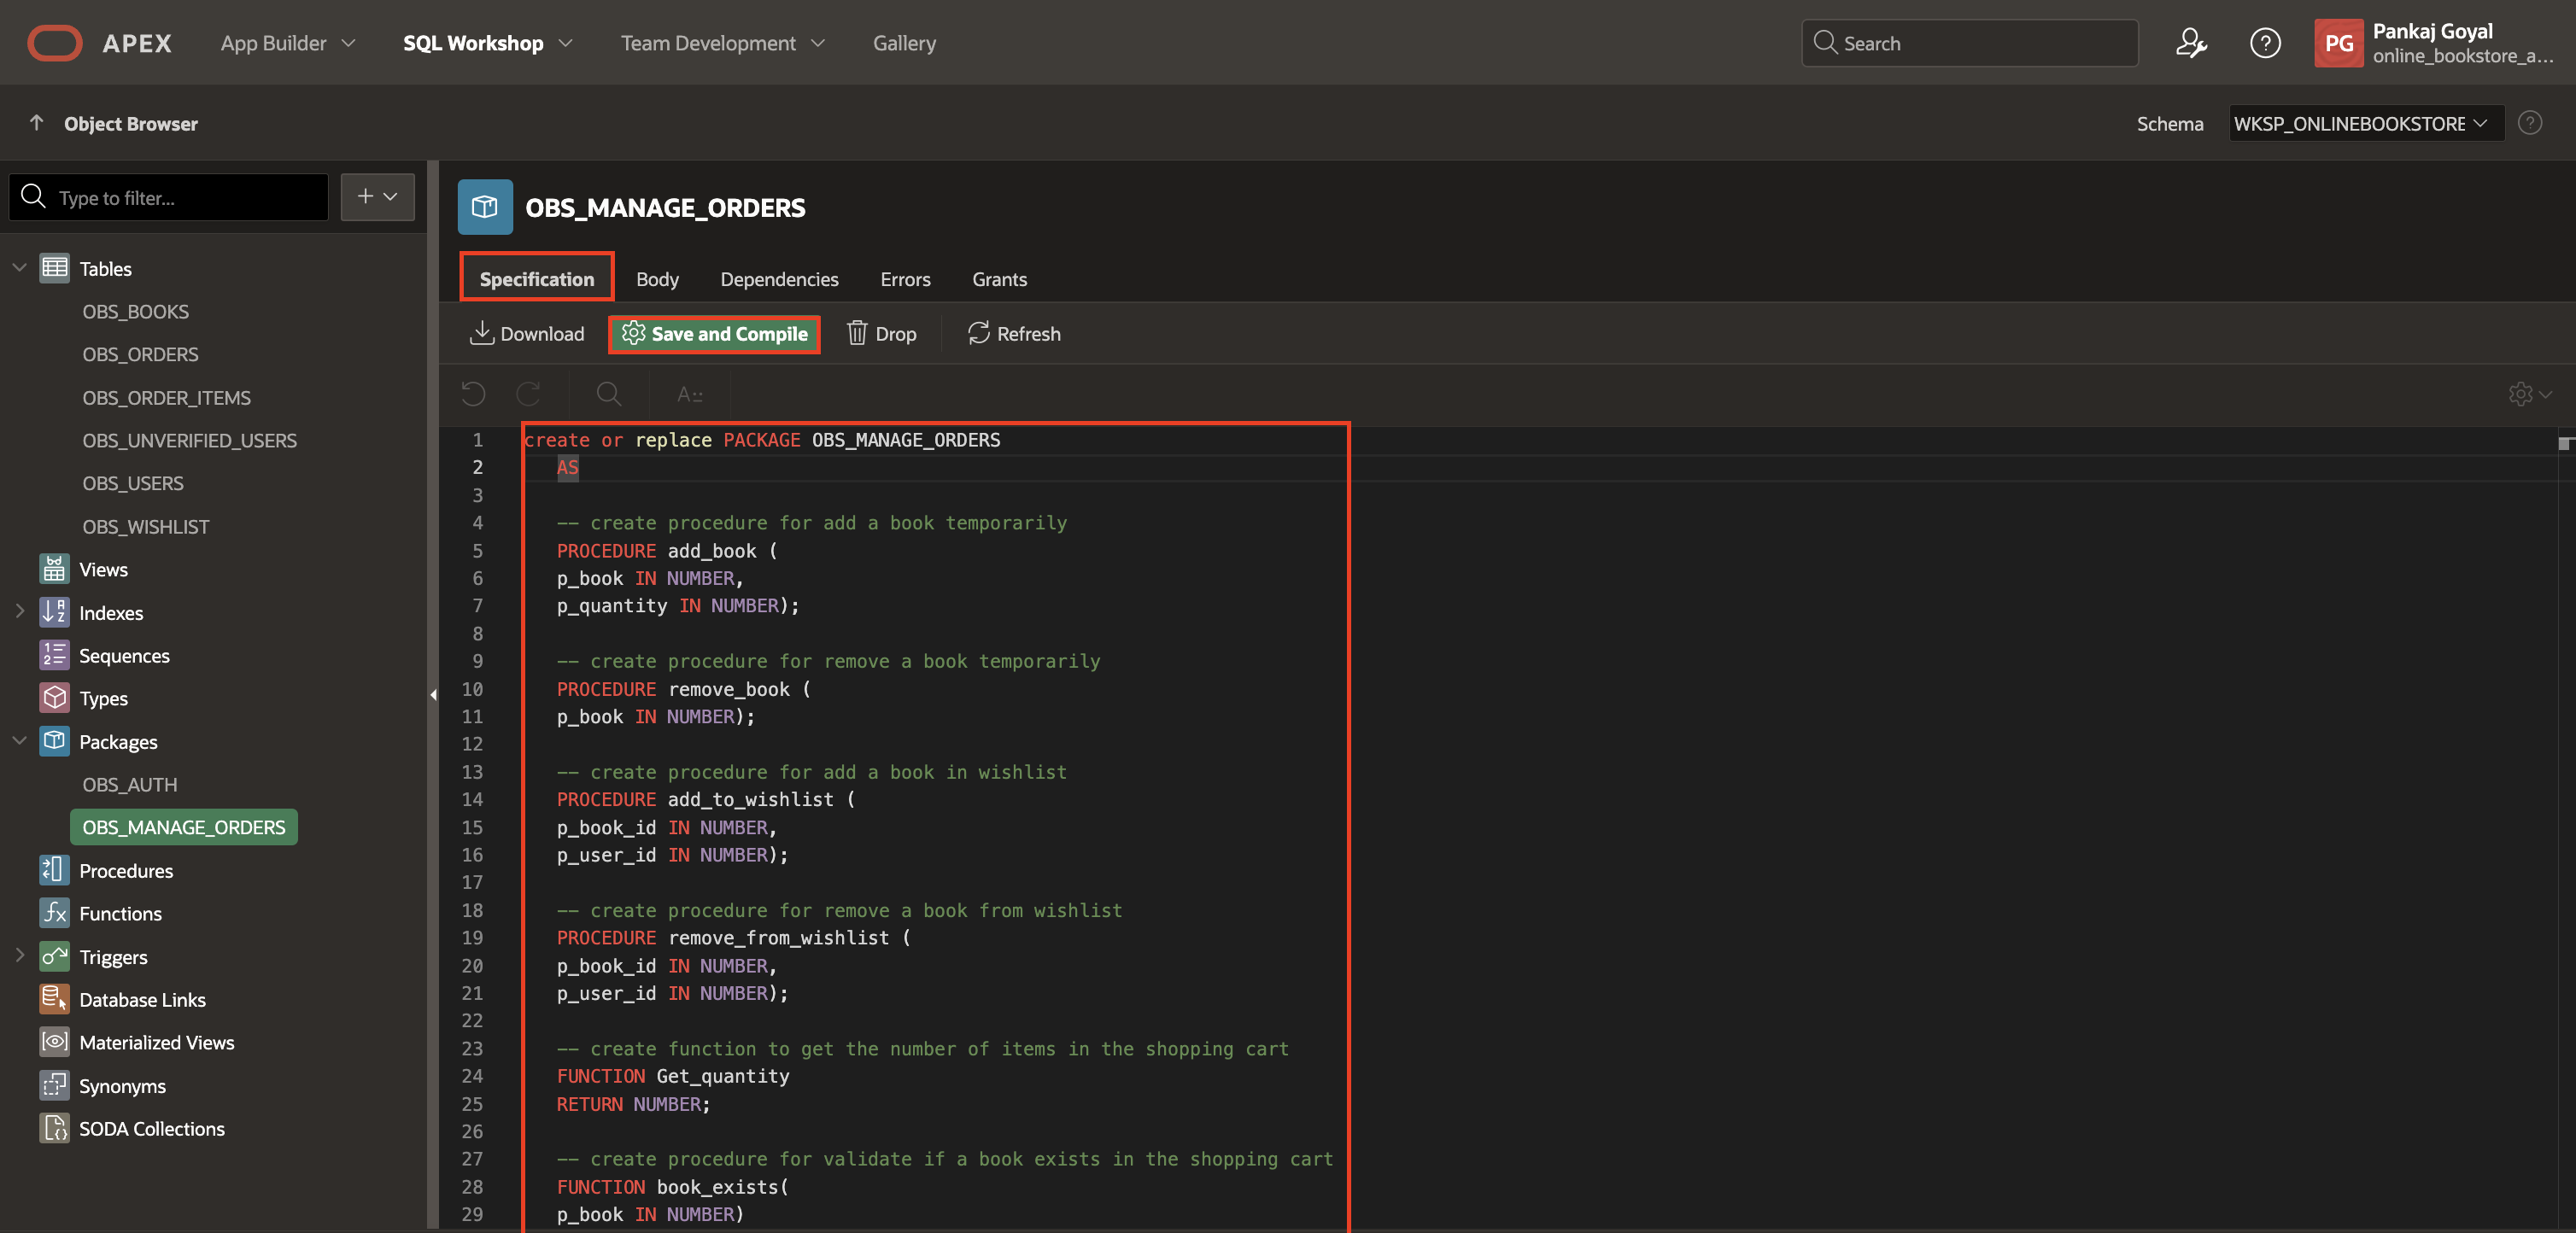 APEX App Builder SQL Workshop Team Development Gallery Search PG Pankaj Goyal
online_bookstore_a...
Object Browser Schema WKSP_ONLINEBOOKSTORE
Type to filter...
Tables
OBS_BOOKS
OBS_ORDERS
OBS_ORDER_ITEMS
OBS_UNVERIFIED_USERS
OBS_USERS
OBS_WISHLIST
Views
Indexes
Sequences
Types
Packages
OBS_AUTH
OBS_MANAGE_ORDERS
Procedures
Functions
Triggers
Database Links
Materialized Views
Synonyms
SODA Collections
OBS_MANAGE_ORDERS
Specification Body Dependencies Errors Grants
Download Save and Compile Drop Refresh
1 create or replace PACKAGE OBS_MANAGE_ORDERS
2 AS
3
4 -- create procedure for add a book temporarily
5 PROCEDURE add_book (
6 p_book IN NUMBER,
7 p_quantity IN NUMBER);
8
9 -- create procedure for remove a book temporarily
10 PROCEDURE remove_book (
11 p_book IN NUMBER);
12
13 -- create procedure for add a book in wishlist
14 PROCEDURE add_to_wishlist (
15 p_book_id IN NUMBER,
16 p_user_id IN NUMBER);
17
18 -- create procedure for remove a book from wishlist
19 PROCEDURE remove_from_wishlist (
20 p_book_id IN NUMBER,
21 p_user_id IN NUMBER);
22
23 -- create function to get the number of items in the shopping cart
24 FUNCTION Get_quantity
25 RETURN NUMBER;
26
27 -- create procedure for validate if a book exists in the shopping cart
28 FUNCTION book_exists(
29 p_book IN NUMBER)